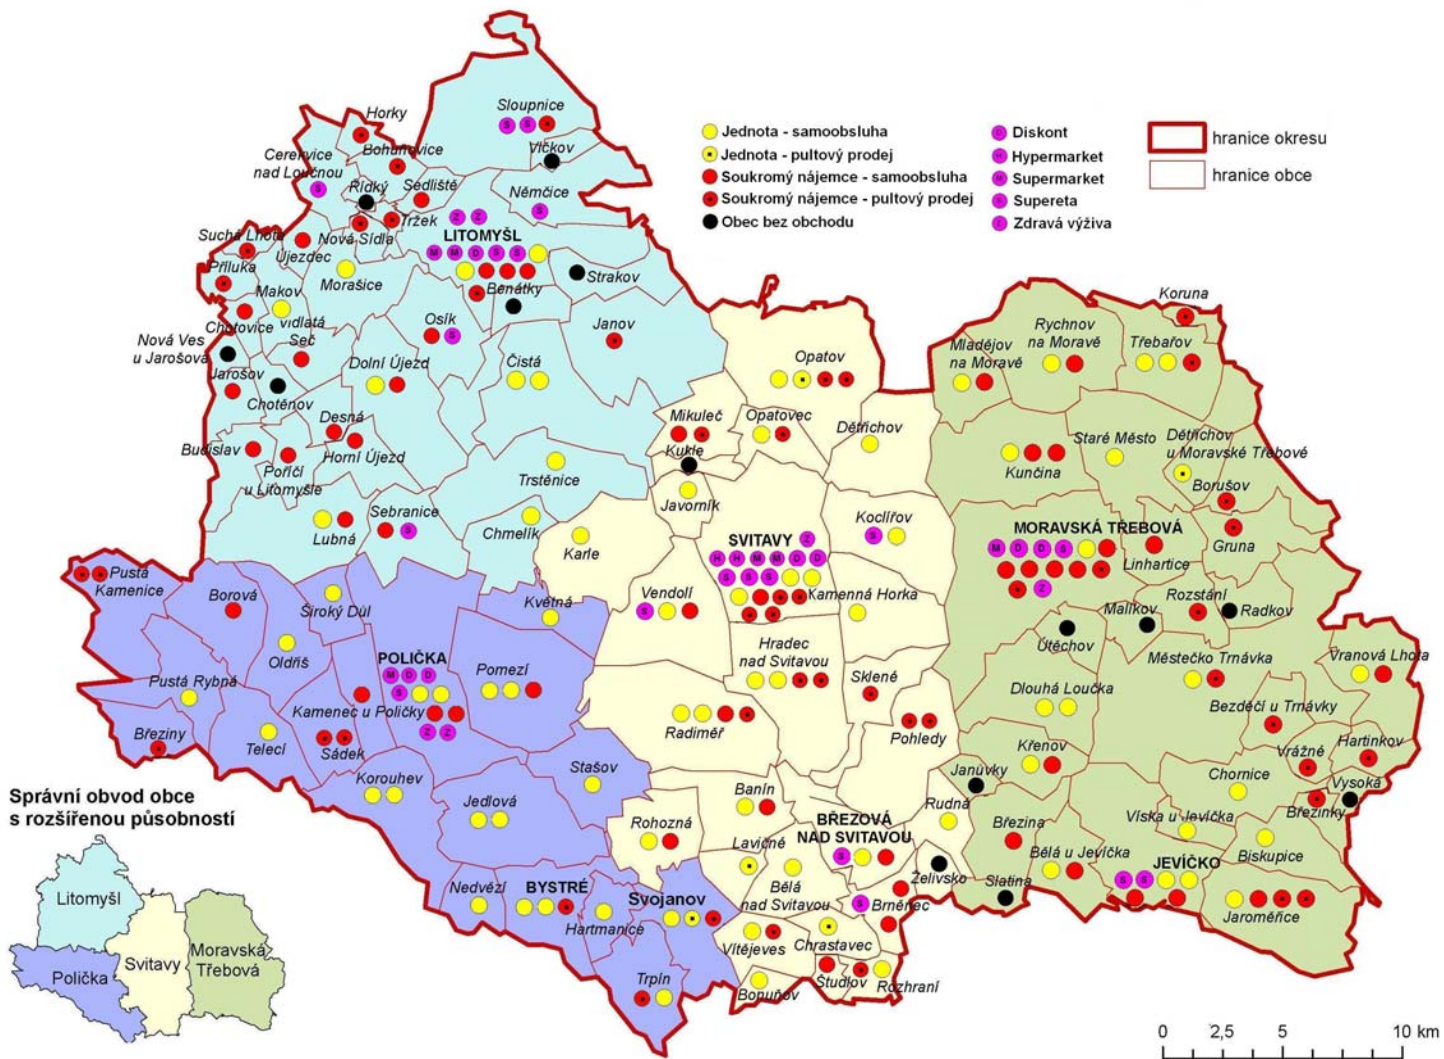 Horky
Sloupnice
Bohuňovice
Vlčkov
Cerekvice
nad Loučnou
Řídký
Sedliště
Němčice
Tržek
Nová Sídla
LITOMYŠL
Suchá Lhota
Újezdec
Příluka
Morašice
Strakov
Benátky
Makov
Vidlatá
Seč
Chotovice
Osík
Janov
Nová Ves
u Jarošova
Jarošov
Dolní Újezd
Čistá
Chotěnov
Desná
Horní Újezd
Budislav
Poříčí
u Litomyšle
Trstěnice
Lubná
Sebranice
Chmelík
Jednota - samoobsluha
Jednota - pultový prodej
Soukromý nájemce - samoobsluha
Soukromý nájemce - pultový prodej
Obec bez obchodu
D Diskont
H Hypermarket
M Supermarket
S Supereta
Z Zdravá výživa
hranice okresu
hranice obce
Opatov
Mikuleč
Opatovec
Dětřichov
Kukle
Javorník
Karle
SVITAVY
Koclířov
Vendolí
Kamenná Horka
Hradec
nad Svitavou
Sklené
Radiměř
Pohledy
Banín
Rohozná
BŘEZOVÁ
NAD SVITAVOU
Rudná
Lavičné
Bělá
nad Svitavou
Želivsko
Brněnec
Vítějeves
Chrastavec
Študlov
Rozhraní
Bohuňov
Koruna
Rychnov
na Moravě
Třebařov
Mladějov
na Moravě
Staré Město
Dětřichov
u Moravské Třebové
Kunčina
Borušov
MORAVSKÁ TŘEBOVÁ
Gruna
Linhartice
Malíkov
Rozstání
Radkov
Útěchov
Městečko Trnávka
Vranová Lhota
Dlouhá Loučka
Bezděčí u Trnávky
Křenov
Vrážné
Hartinkov
Janůvky
Chornice
Vysoká
Březinky
Březina
Víska u Jevíčka
Biskupice
Bělá u Jevíčka
JEVÍČKO
Slatina
Jaroměřice
Pustá
Kamenice
Borová
Široký Důl
Květná
Oldřiš
POLIČKA
Pomezí
Pustá Rybná
Kamenec u Poličky
Březiny
Telecí
Sádek
Korouhev
Stašov
Jedlová
Nedvězí
BYSTRÉ
Hartmanice
Svojanov
Trpín
Správní obvod obce
s rozšířenou působností
Litomyšl
Polička
Svitavy
Moravská
Třebová
0 2,5 5 10 km